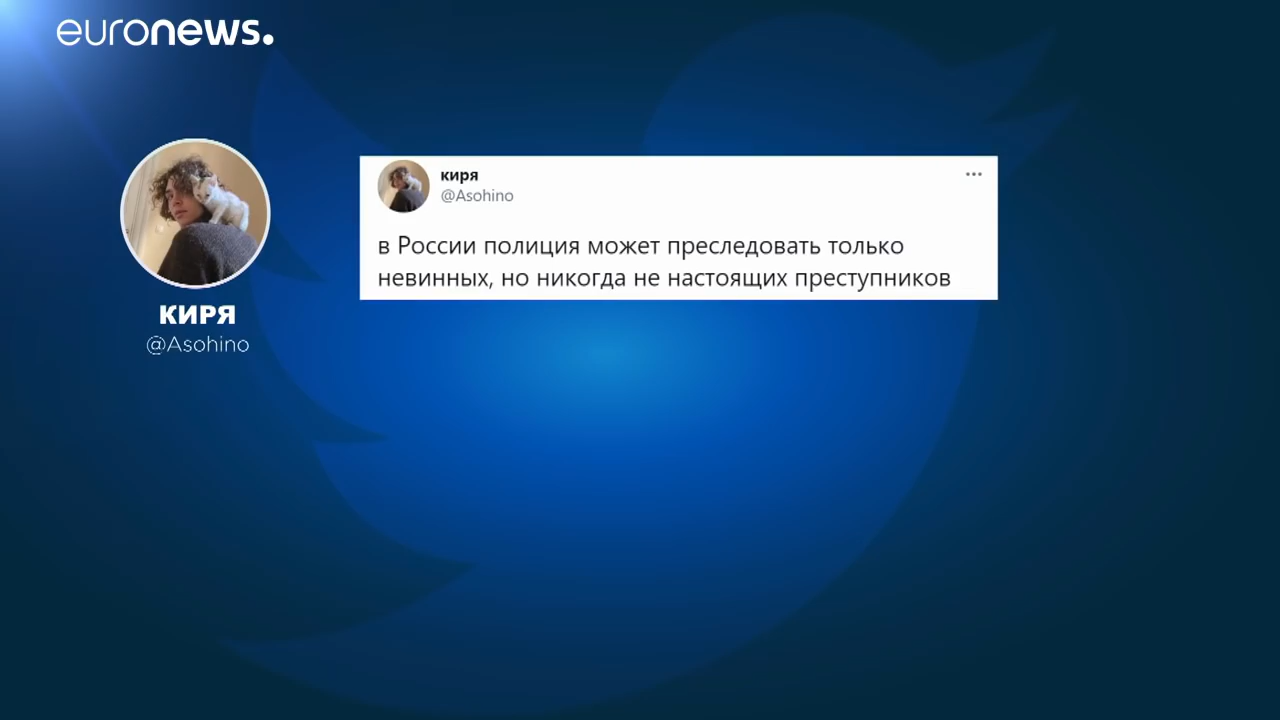 euronews.
киря
@Asohino
в России полиция может преследовать только
невинных, но никогда не настоящих преступников
КИРЯ
@Asohino